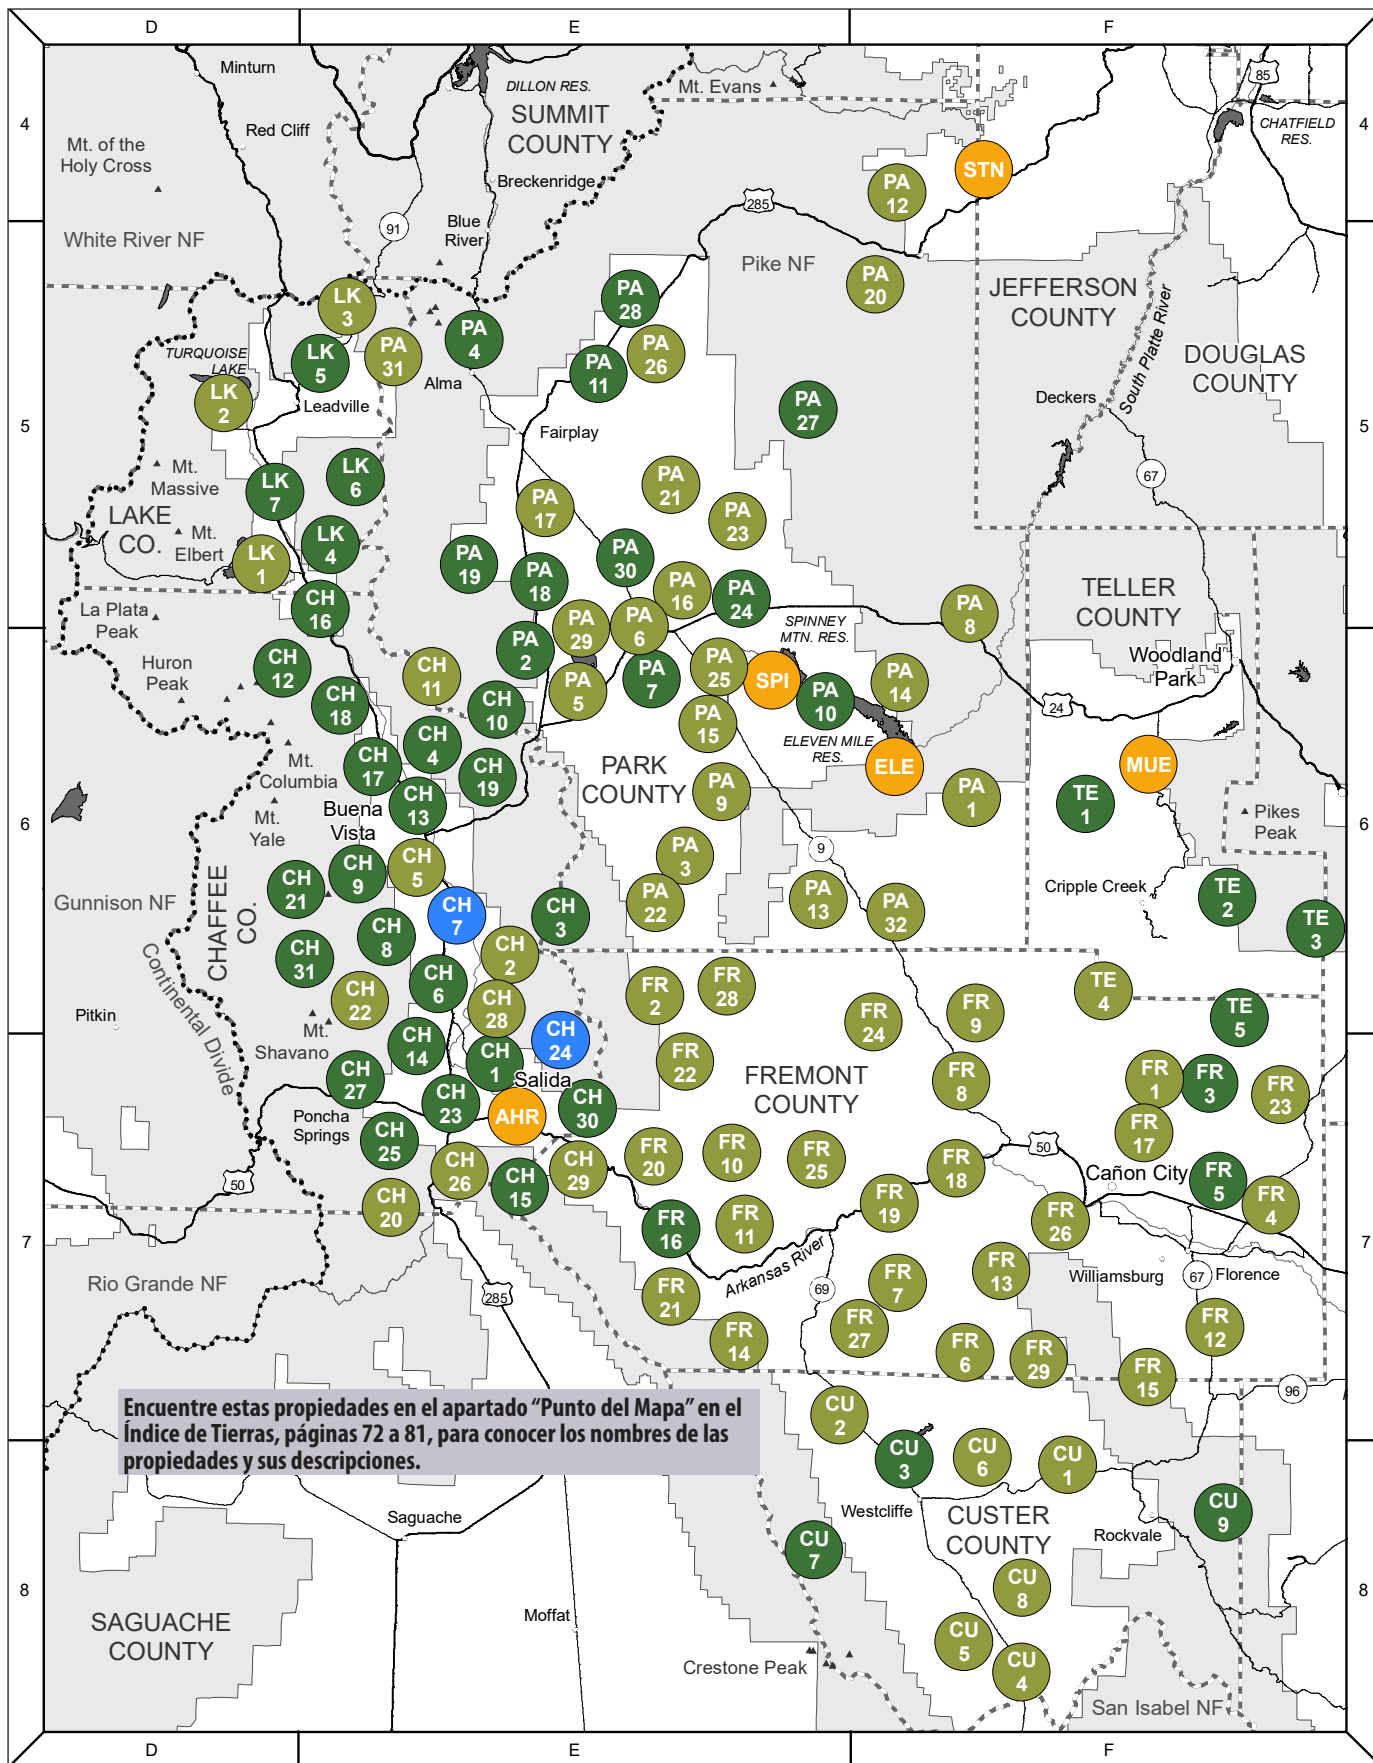 D
E
F
Minturn
DILLON RES.
Mt. Evans
85
SUMMIT
COUNTY
4
Red Cliff
CHATFIELD
RES.
4
Mt. of the
Holy Cross
STN
Breckenridge
PA
12
285
91
Blue
River
White River NF
Pike NF
PA
20
LK
3
PA
28
JEFFERSON
COUNTY
PA
4
South Platte River
TURQUOISE
LAKE
LK
5
PA
31
PA
26
PA
11
DOUGLAS
COUNTY
Alma
LK
2
Leadville
PA
27
Deckers
5
Fairplay
5
Mt.
Massive
LK
7
LK
6
PA
21
67
PA
17
PA
23
LAKE
CO.
Mt.
Elbert
LK
4
LK
1
PA
19
PA
18
PA
30
PA
16
PA
24
TELLER
COUNTY
La Plata
Peak
CH
16
PA
29
PA
6
SPINNEY
MTN. RES.
PA
8
Huron
Peak
CH
12
CH
11
PA
2
PA
5
PA
7
PA
25
SPI
PA
10
PA
14
Woodland
Park
CH
18
CH
10
PA
15
24
CH
4
ELEVEN MILE
RES.
Mt.
Columbia
CH
17
CH
19
PARK
COUNTY
ELE
MUE
CH
13
PA
9
PA
1
TE
1
Buena
Vista
Mt.
Yale
Pikes
Peak
6
6
9
CHAFFEE
CO.
CH
9
CH
5
PA
3
CH
21
PA
22
PA
13
PA
32
Cripple Creek
TE
2
Gunnison NF
CH
7
CH
3
TE
3
CH
8
CH
2
CH
31
CH
6
Continental Divide
CH
22
CH
28
FR
2
FR
28
TE
4
Pitkin
Mt.
Shavano
CH
24
FR
24
FR
9
TE
5
CH
14
CH
1
FR
22
FREMONT
COUNTY
CH
27
Salida
FR
8
FR
1
FR
3
FR
23
Poncha
Springs
CH
23
AHR
CH
30
FR
17
CH
25
50
FR
20
FR
10
FR
25
50
CH
26
CH
15
CH
29
FR
18
Cañon City
FR
5
FR
4
CH
20
FR
16
FR
11
FR
19
FR
26
7
7
Arkansas River
Rio Grande NF
FR
13
Williamsburg
67
Florence
285
FR
21
69
FR
7
FR
14
FR
27
FR
12
FR
6
FR
29
FR
15
96
Encuentre estas propiedades en el apartado “Punto del Mapa” en el
Índice de Tierras, páginas 72 a 81, para conocer los nombres de las
propiedades y sus descripciones.
CU
2
CU
3
CU
6
CU
1
Saguache
Westcliffe
CUSTER
COUNTY
Rockvale
CU
9
CU
7
8
8
CU
8
SAGUACHE
COUNTY
Moffat
CU
5
Crestone Peak
CU
4
San Isabel NF
D
E
F